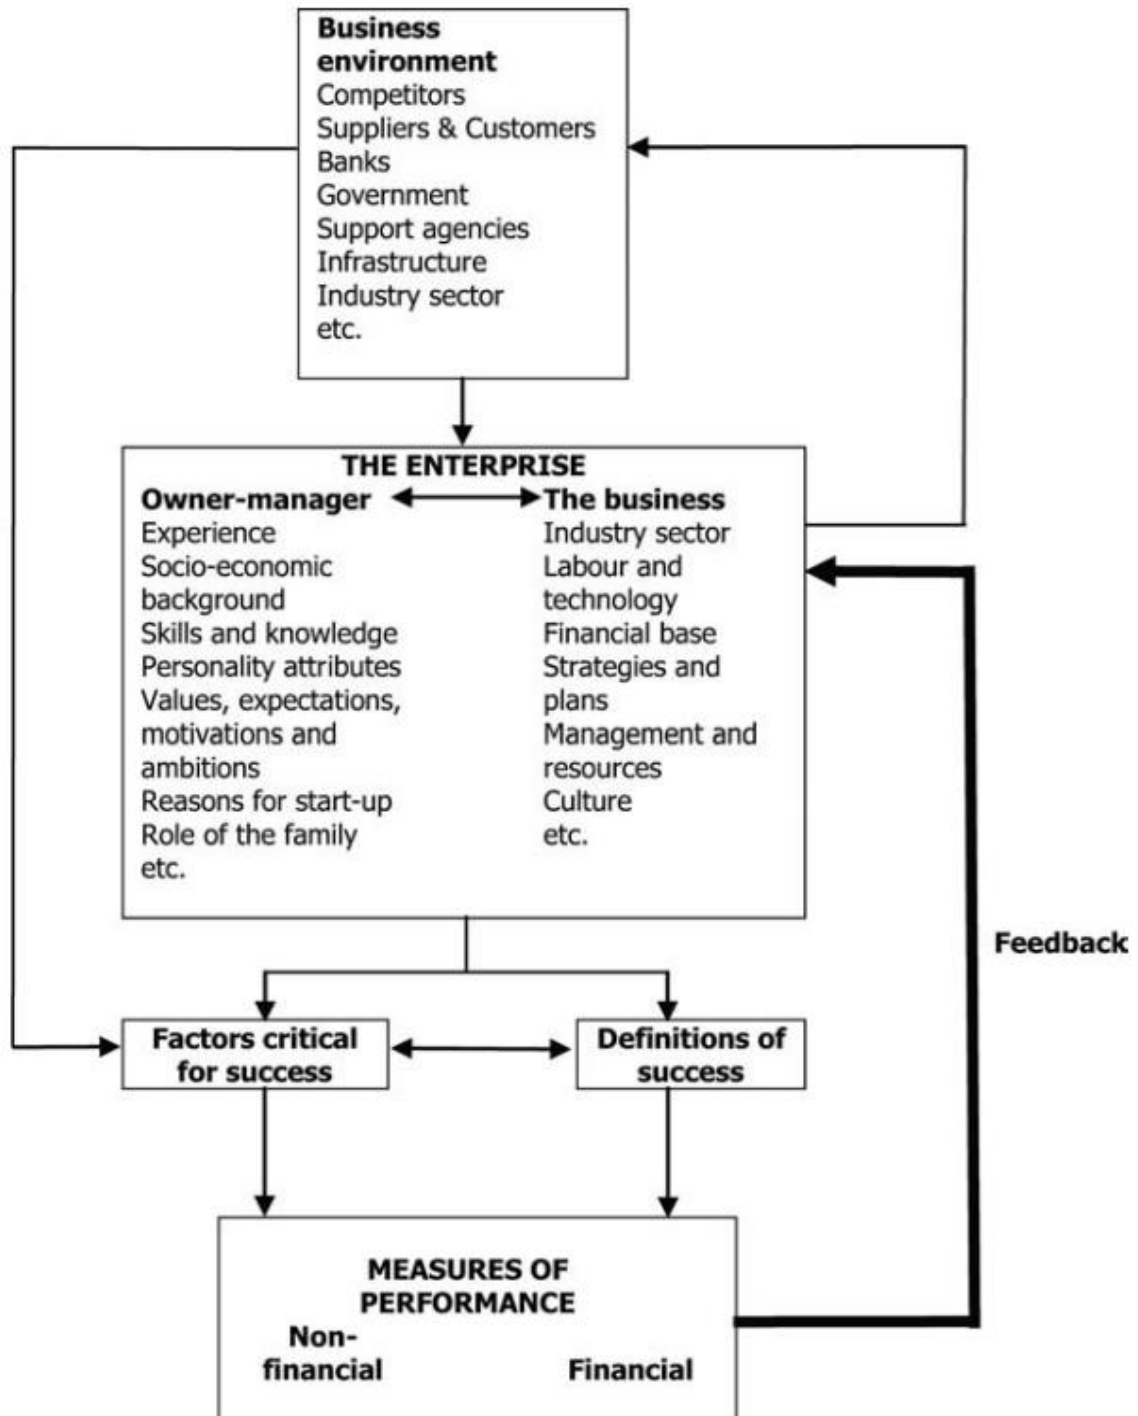 Business
environment
Competitors
Suppliers & Customers
Banks
Government
Support agencies
Infrastructure
Industry sector
etc.
THE ENTERPRISE
Owner-manager
Experience
Socio-economic
background
Skills and knowledge
Personality attributes
Values, expectations,
motivations and
ambitions
Reasons for start-up
Role of the family
etc.
The business
Industry sector
Labour and
technology
Financial base
Strategies and
plans
Management and
resources
Culture
etc.
Feedback
Factors critical
for success
Definitions of
success
MEASURES OF
PERFORMANCE
Non-
financial
Financial